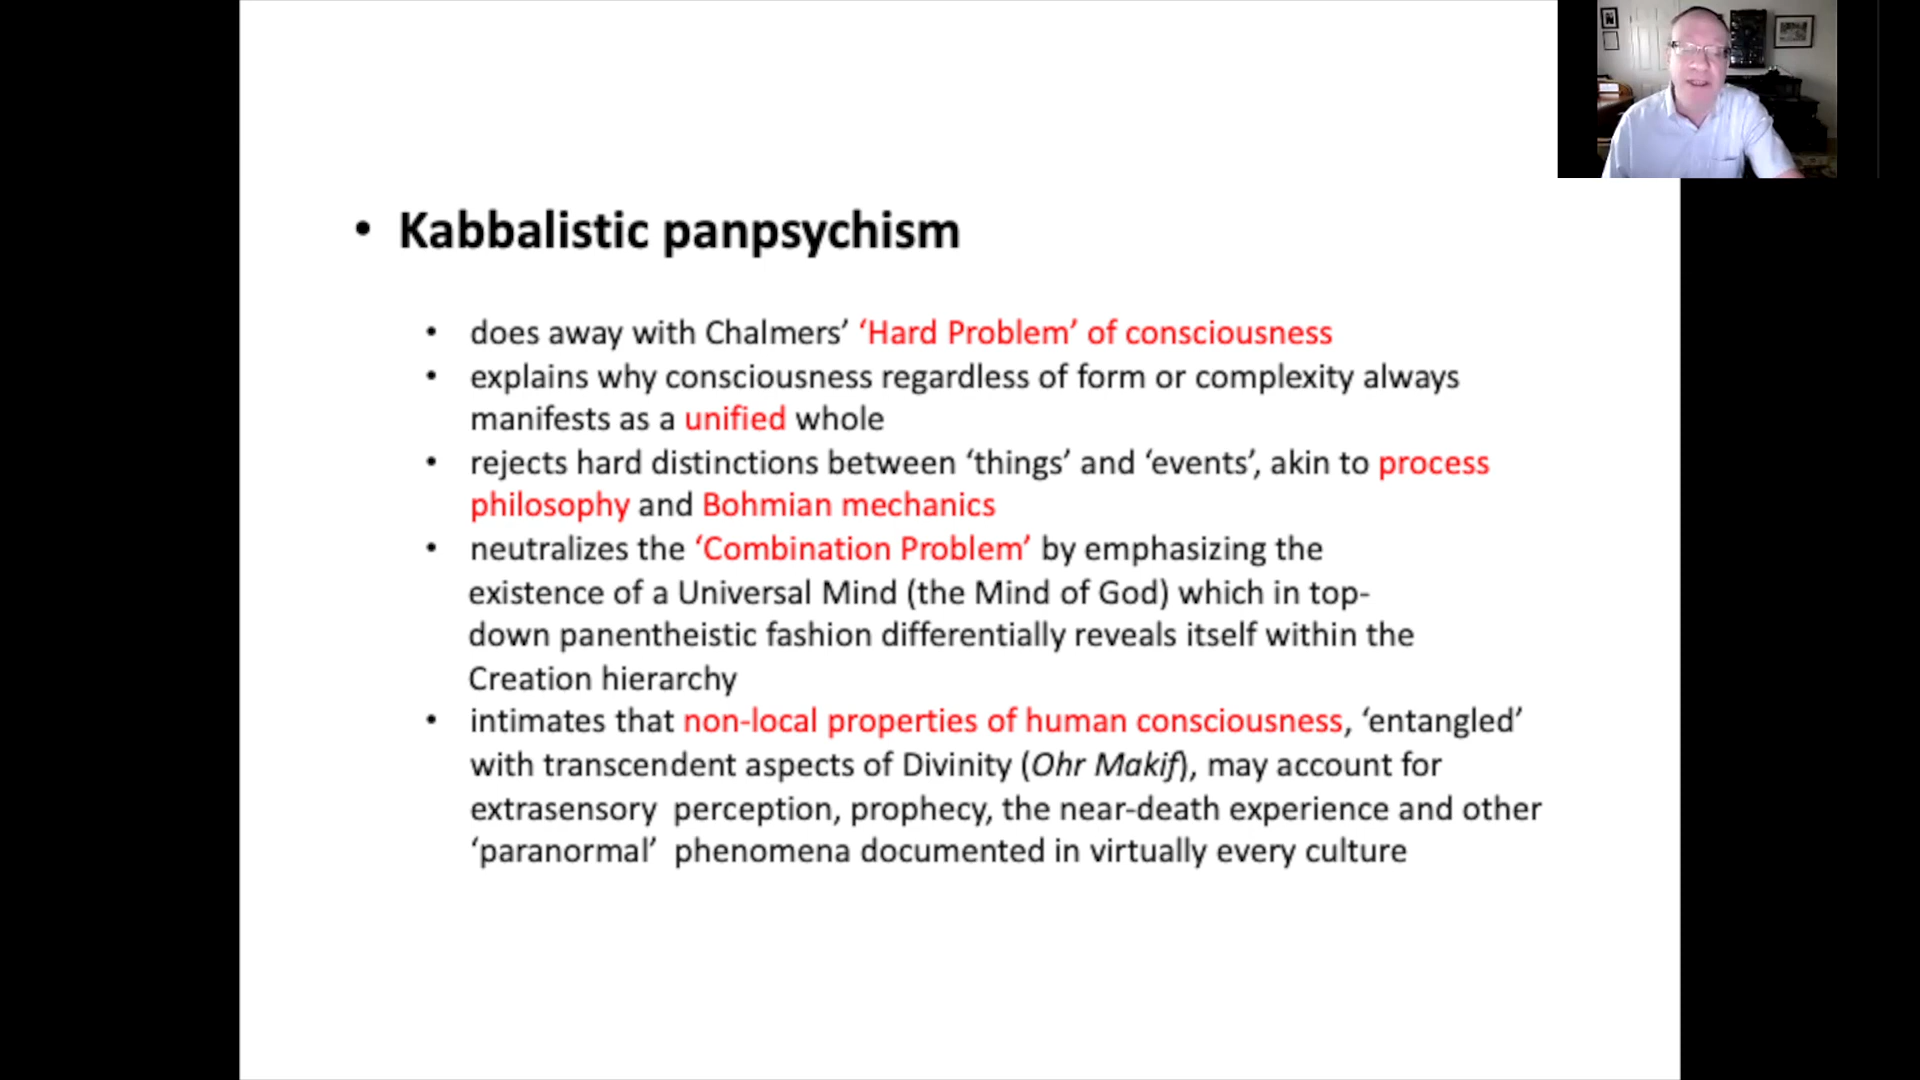 • Kabbalistic panpsychism
• does away with Chalmers’ ‘Hard Problem’ of consciousness
• explains why consciousness regardless of form or complexity always
manifests as a unified whole
• rejects hard distinctions between ‘things’ and ‘events’, akin to process
philosophy and Bohmian mechanics
• neutralizes the ‘Combination Problem’ by emphasizing the
existence of a Universal Mind (the Mind of God) which in top-
down panentheistic fashion differentially reveals itself within the
Creation hierarchy
• intimates that non-local properties of human consciousness, ‘entangled’
with transcendent aspects of Divinity (Ohr Makif), may account for
extrasensory perception, prophecy, the near-death experience and other
‘paranormal’ phenomena documented in virtually every culture